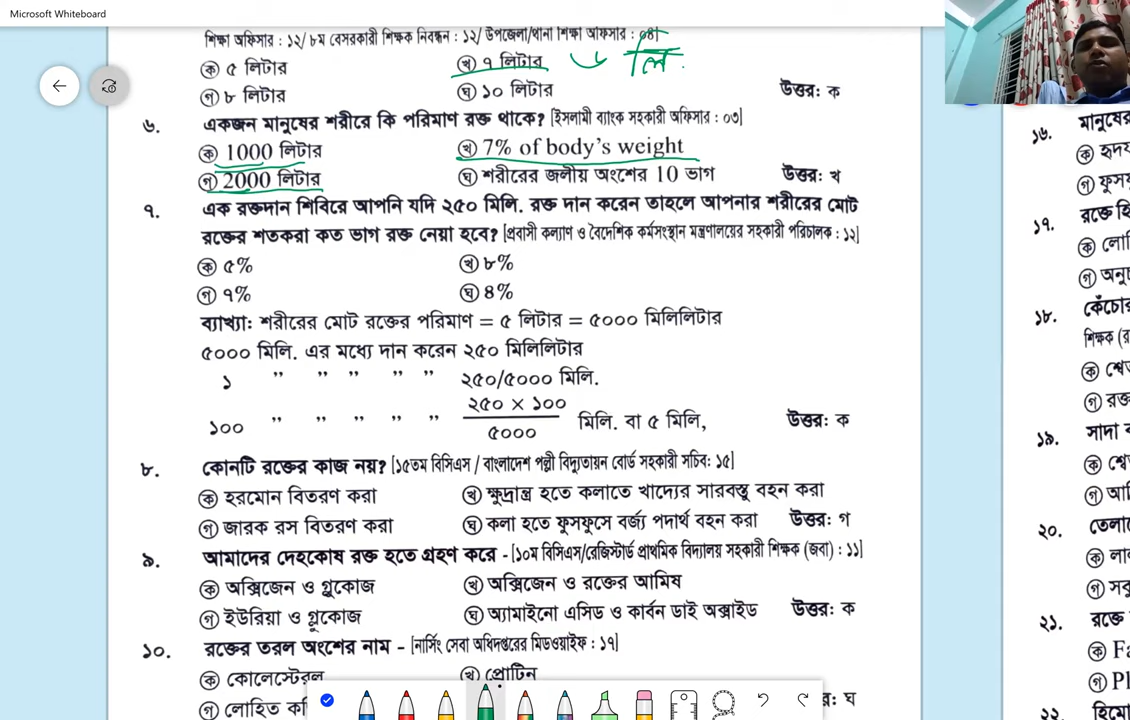 Microsoft Whiteboard
শিক্ষা অফিসার : ১২/ ৮ম বেসরকারী শিক্ষক নিবন্ধন : ১২/ উপজেলা/থানা শিক্ষা অফিসার : ০৪]
ক ৫ লিটার খ ৭ লিটার লি.
গ ৮ লিটার ঘ ১০ লিটার উত্তর: ক
৬. একজন মানুষের শরীরে কি পরিমাণ রক্ত থাকে? [ইসলামী ব্যাংক সহকারী অফিসার : ০৩]
ক 1000 লিটার খ 7% of body's weight
গ 2000 লিটার ঘ শরীরের জলীয় অংশের 10 ভাগ উত্তর: খ
৭. এক রক্তদান শিবিরে আপনি যদি ২৫০ মিলি. রক্ত দান করেন তাহলে আপনার শরীরের মোট
রক্তের শতকরা কত ভাগ রক্ত নেয়া হবে? [প্রবাসী কল্যাণ ও বৈদেশিক কর্মসংস্থান মন্ত্রণালয়ের সহকারী পরিচালক : ১২]
ক ৫% খ ৮%
গ ৭% ঘ 4%
ব্যাখ্যা: শরীরের মোট রক্তের পরিমাণ = ৫ লিটার = ৫০০০ মিলিলিটার
৫০০০ মিলি. এর মধ্যে দান করেন ২৫০ মিলিলিটার
১ " " " " " ২৫০/৫০০০ মিলি.
১০০ " " " " " ২৫০ × ১০০ / ৫০০০ মিলি. বা ৫ মিলি, উত্তর: ক
৮. কোনটি রক্তের কাজ নয়? [১৫তম বিসিএস / বাংলাদেশ পল্লী বিদ্যুতায়ন বোর্ড সহকারী সচিব: ১৫]
ক হরমোন বিতরণ করা খ ক্ষুদ্রান্ত্র হতে কলাতে খাদ্যের সারবস্তু বহন করা
গ জারক রস বিতরণ করা ঘ কলা হতে ফুসফুসে বর্জ্য পদার্থ বহন করা উত্তর: গ
৯. আমাদের দেহকোষ রক্ত হতে গ্রহণ করে - [১০ম বিসিএস/রেজিস্টার্ড প্রাথমিক বিদ্যালয় সহকারী শিক্ষক (জবা) : ১১]
ক অক্সিজেন ও গ্লুকোজ খ অক্সিজেন ও রক্তের আমিষ
গ ইউরিয়া ও গ্লুকোজ ঘ অ্যামাইনো এসিড ও কার্বন ডাই অক্সাইড উত্তর: ক
১০. রক্তের তরল অংশের নাম – [নার্সিং সেবা অধিদপ্তরের মিডওয়াইফ : ১৭]
ক কোলেস্টেরল খ প্রোটিন
গ লোহিত ঘ
১৬. মানুষের
ক
গ
১৭. রক্তে
ক
গ
১৮. কেঁচোর
শিক্ষক
ক
গ
১৯. সাদা
ক
গ
২০.
ক
গ
২১. রক্তে
ক
গ
২২.